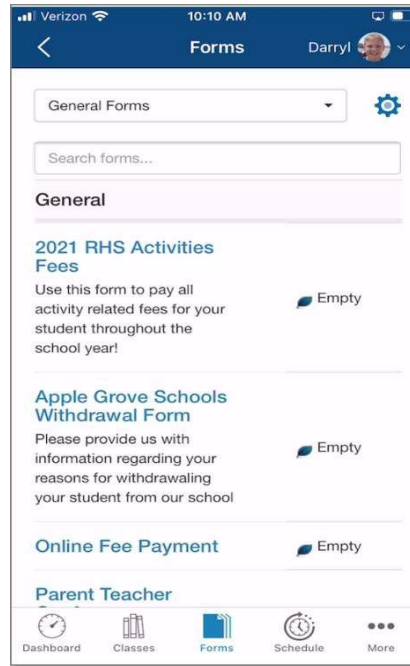 Verizon 10:10 AM
Forms Darryl
General Forms
Search forms...
General
2021 RHS Activities
Fees
Use this form to pay all
activity related fees for your
student throughout the
school year!
Empty
Apple Grove Schools
Withdrawal Form
Please provide us with
information regarding your
reasons for withdrawaling
your student from our school
Empty
Online Fee Payment Empty
Parent Teacher
Dashboard Classes Forms Schedule More